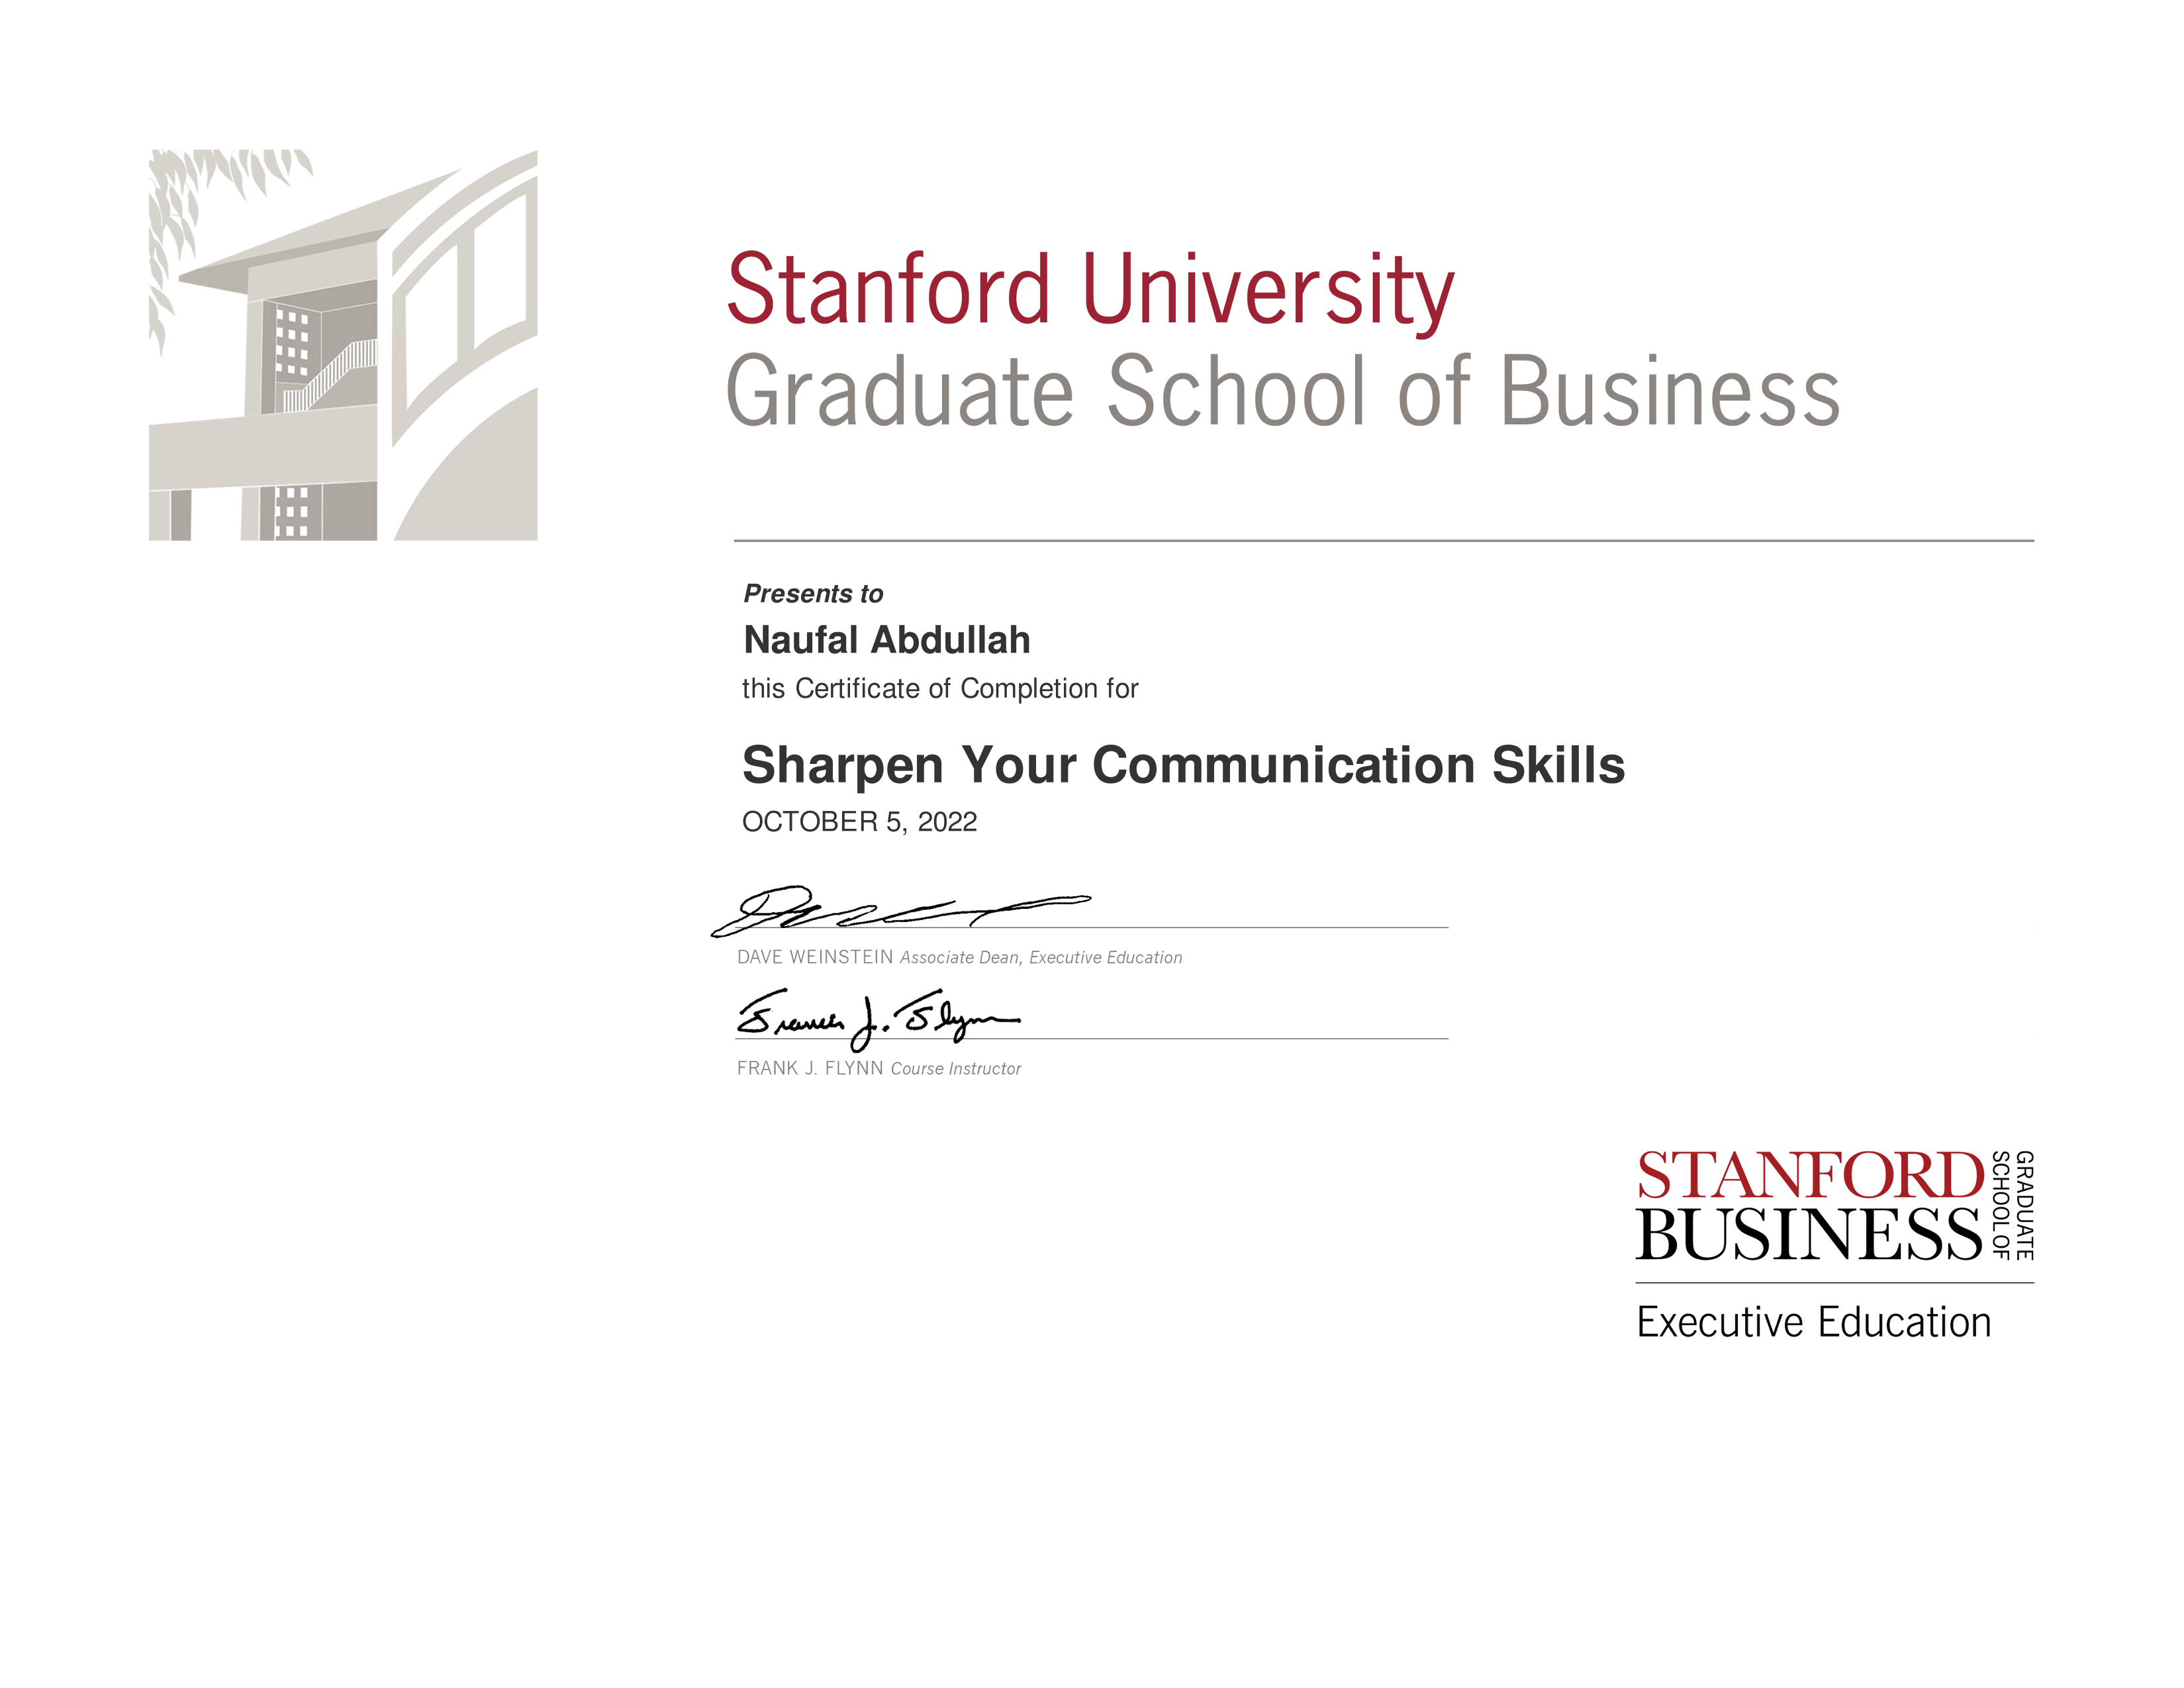 Stanford University
Graduate School of Business
Presents to
Naufal Abdullah
this Certificate of Completion for
Sharpen Your Communication Skills
OCTOBER 5, 2022
DAVE WEINSTEIN Associate Dean, Executive Education
Francis J. Flynn
FRANK J. FLYNN Course Instructor
STANFORD
BUSINESS
GRADUATE
SCHOOL OF
Executive Education